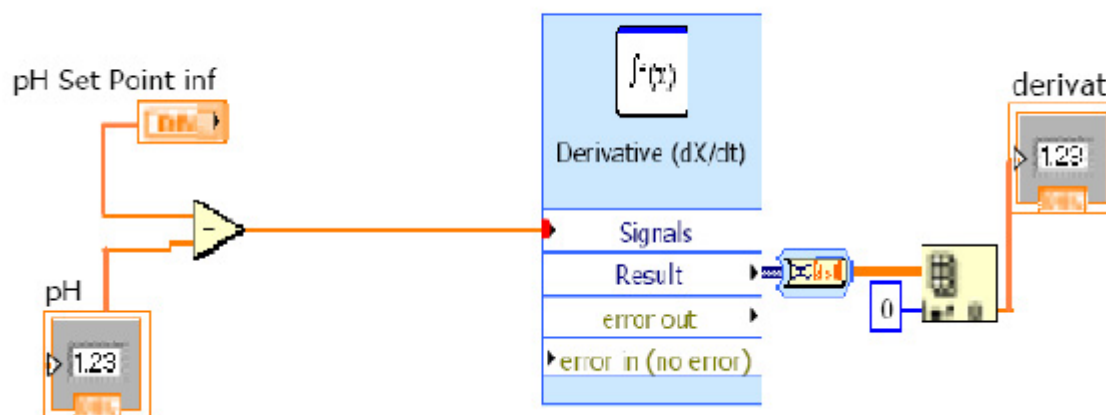 pH Set Point inf
derivat
1.23
Derivative (dX/dt)
Signals
Result
0
error out
error in (no error)
pH
1.23